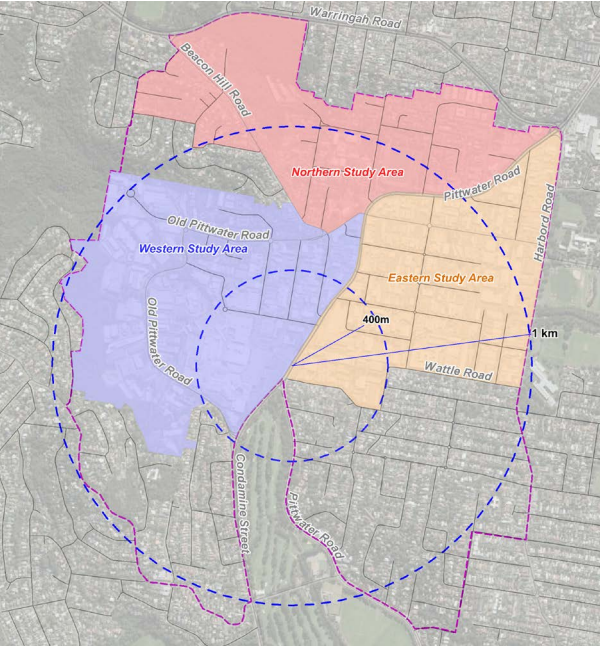 Warringah Road
Beacon Hill Road
Northern Study Area
Pittwater Road
Harbord Road
Old Pittwater Road
Western Study Area
Eastern Study Area
Old Pittwater Road
400m
1 km
Wattle Road
Condamine Street
Pittwater Road